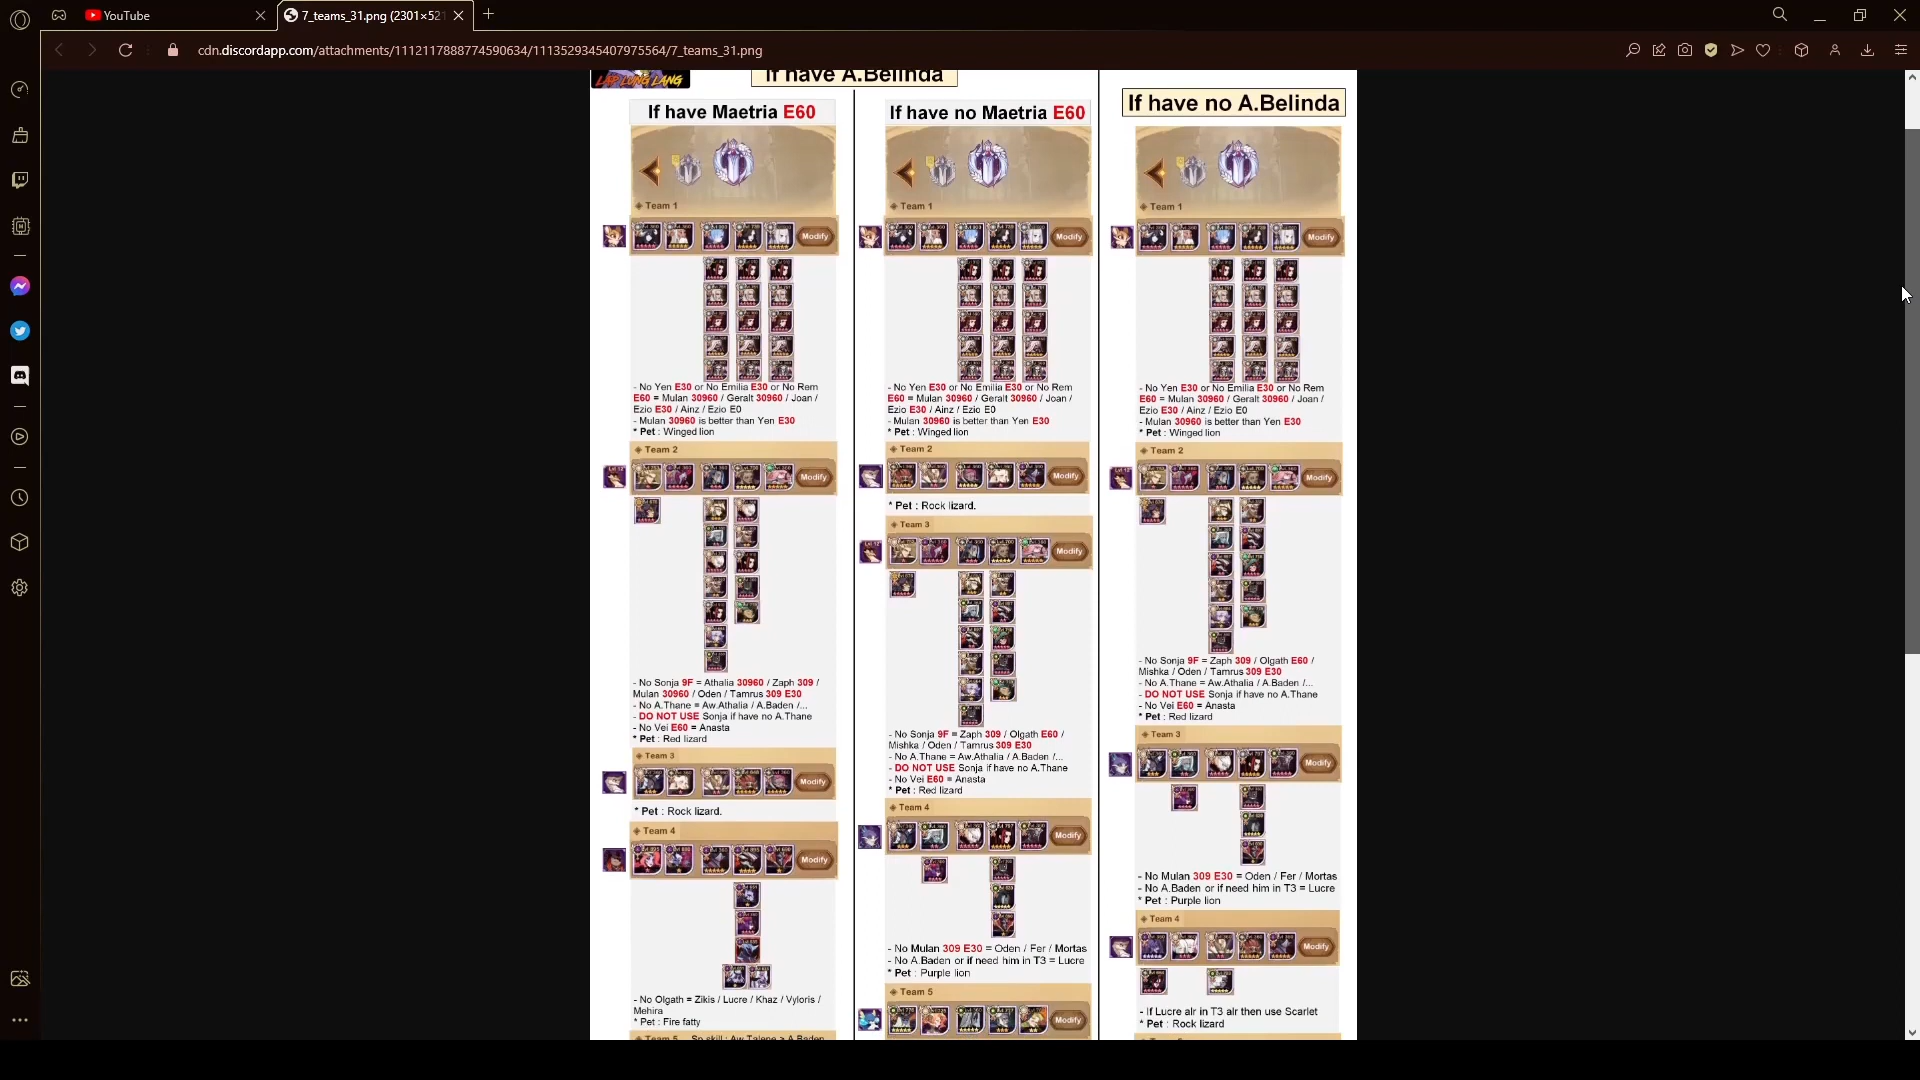 YouTube
7_teams_31.png (2301×521
cdn.discordapp.com/attachments/1112117888774590634/1113529345407975564/7_teams_31.png
LAP LUNG LANG
If have A.Belinda
If have no A.Belinda
If have Maetria E60
Team 1
Modify
- No Yen E30 or No Emilia E30 or No Rem
E60 = Mulan 30960 / Geralt 30960 / Joan /
Ezio E30 / Ainz / Ezio E0
- Mulan 30960 is better than Yen E30
* Pet : Winged lion
Team 2
Modify
- No Sonja 9F = Athalia 30960 / Zaph 309 /
Mulan 30960 / Oden / Tamrus 309 E30
- No A.Thane = Aw.Athalia / A.Baden /...
- DO NOT USE Sonja if have no A.Thane
- No Vei E60 = Anasta
* Pet : Red lizard
Team 3
Modify
* Pet : Rock lizard.
Team 4
Modify
- No Olgath = Zikis / Lucre / Khaz / Vyloris /
Mehira
* Pet : Fire fatty
Team 5 Sp skill : Aw.Talene > A.Baden
If have no Maetria E60
Team 1
Modify
- No Yen E30 or No Emilia E30 or No Rem
E60 = Mulan 30960 / Geralt 30960 / Joan /
Ezio E30 / Ainz / Ezio E0
- Mulan 30960 is better than Yen E30
* Pet : Winged lion
Team 2
Modify
* Pet : Rock lizard.
Team 3
Modify
- No Sonja 9F = Zaph 309 / Olgath E60 /
Mishka / Oden / Tamrus 309 E30
- No A.Thane = Aw.Athalia / A.Baden /...
- DO NOT USE Sonja if have no A.Thane
- No Vei E60 = Anasta
* Pet : Red lizard
Team 4
Modify
- No Mulan 309 E30 = Oden / Fer / Mortas
- No A.Baden or if need him in T3 = Lucre
* Pet : Purple lion
Team 5
Modify
Team 1
Modify
- No Yen E30 or No Emilia E30 or No Rem
E60 = Mulan 30960 / Geralt 30960 / Joan /
Ezio E30 / Ainz / Ezio E0
- Mulan 30960 is better than Yen E30
* Pet : Winged lion
Team 2
Modify
- No Sonja 9F = Zaph 309 / Olgath E60 /
Mishka / Oden / Tamrus 309 E30
- No A.Thane = Aw.Athalia / A.Baden /...
- DO NOT USE Sonja if have no A.Thane
- No Vei E60 = Anasta
* Pet : Red lizard
Team 3
Modify
- No Mulan 309 E30 = Oden / Fer / Mortas
- No A.Baden or if need him in T3 = Lucre
* Pet : Purple lion
Team 4
Modify
- If Lucre alr in T3 alr then use Scarlet
* Pet : Rock lizard